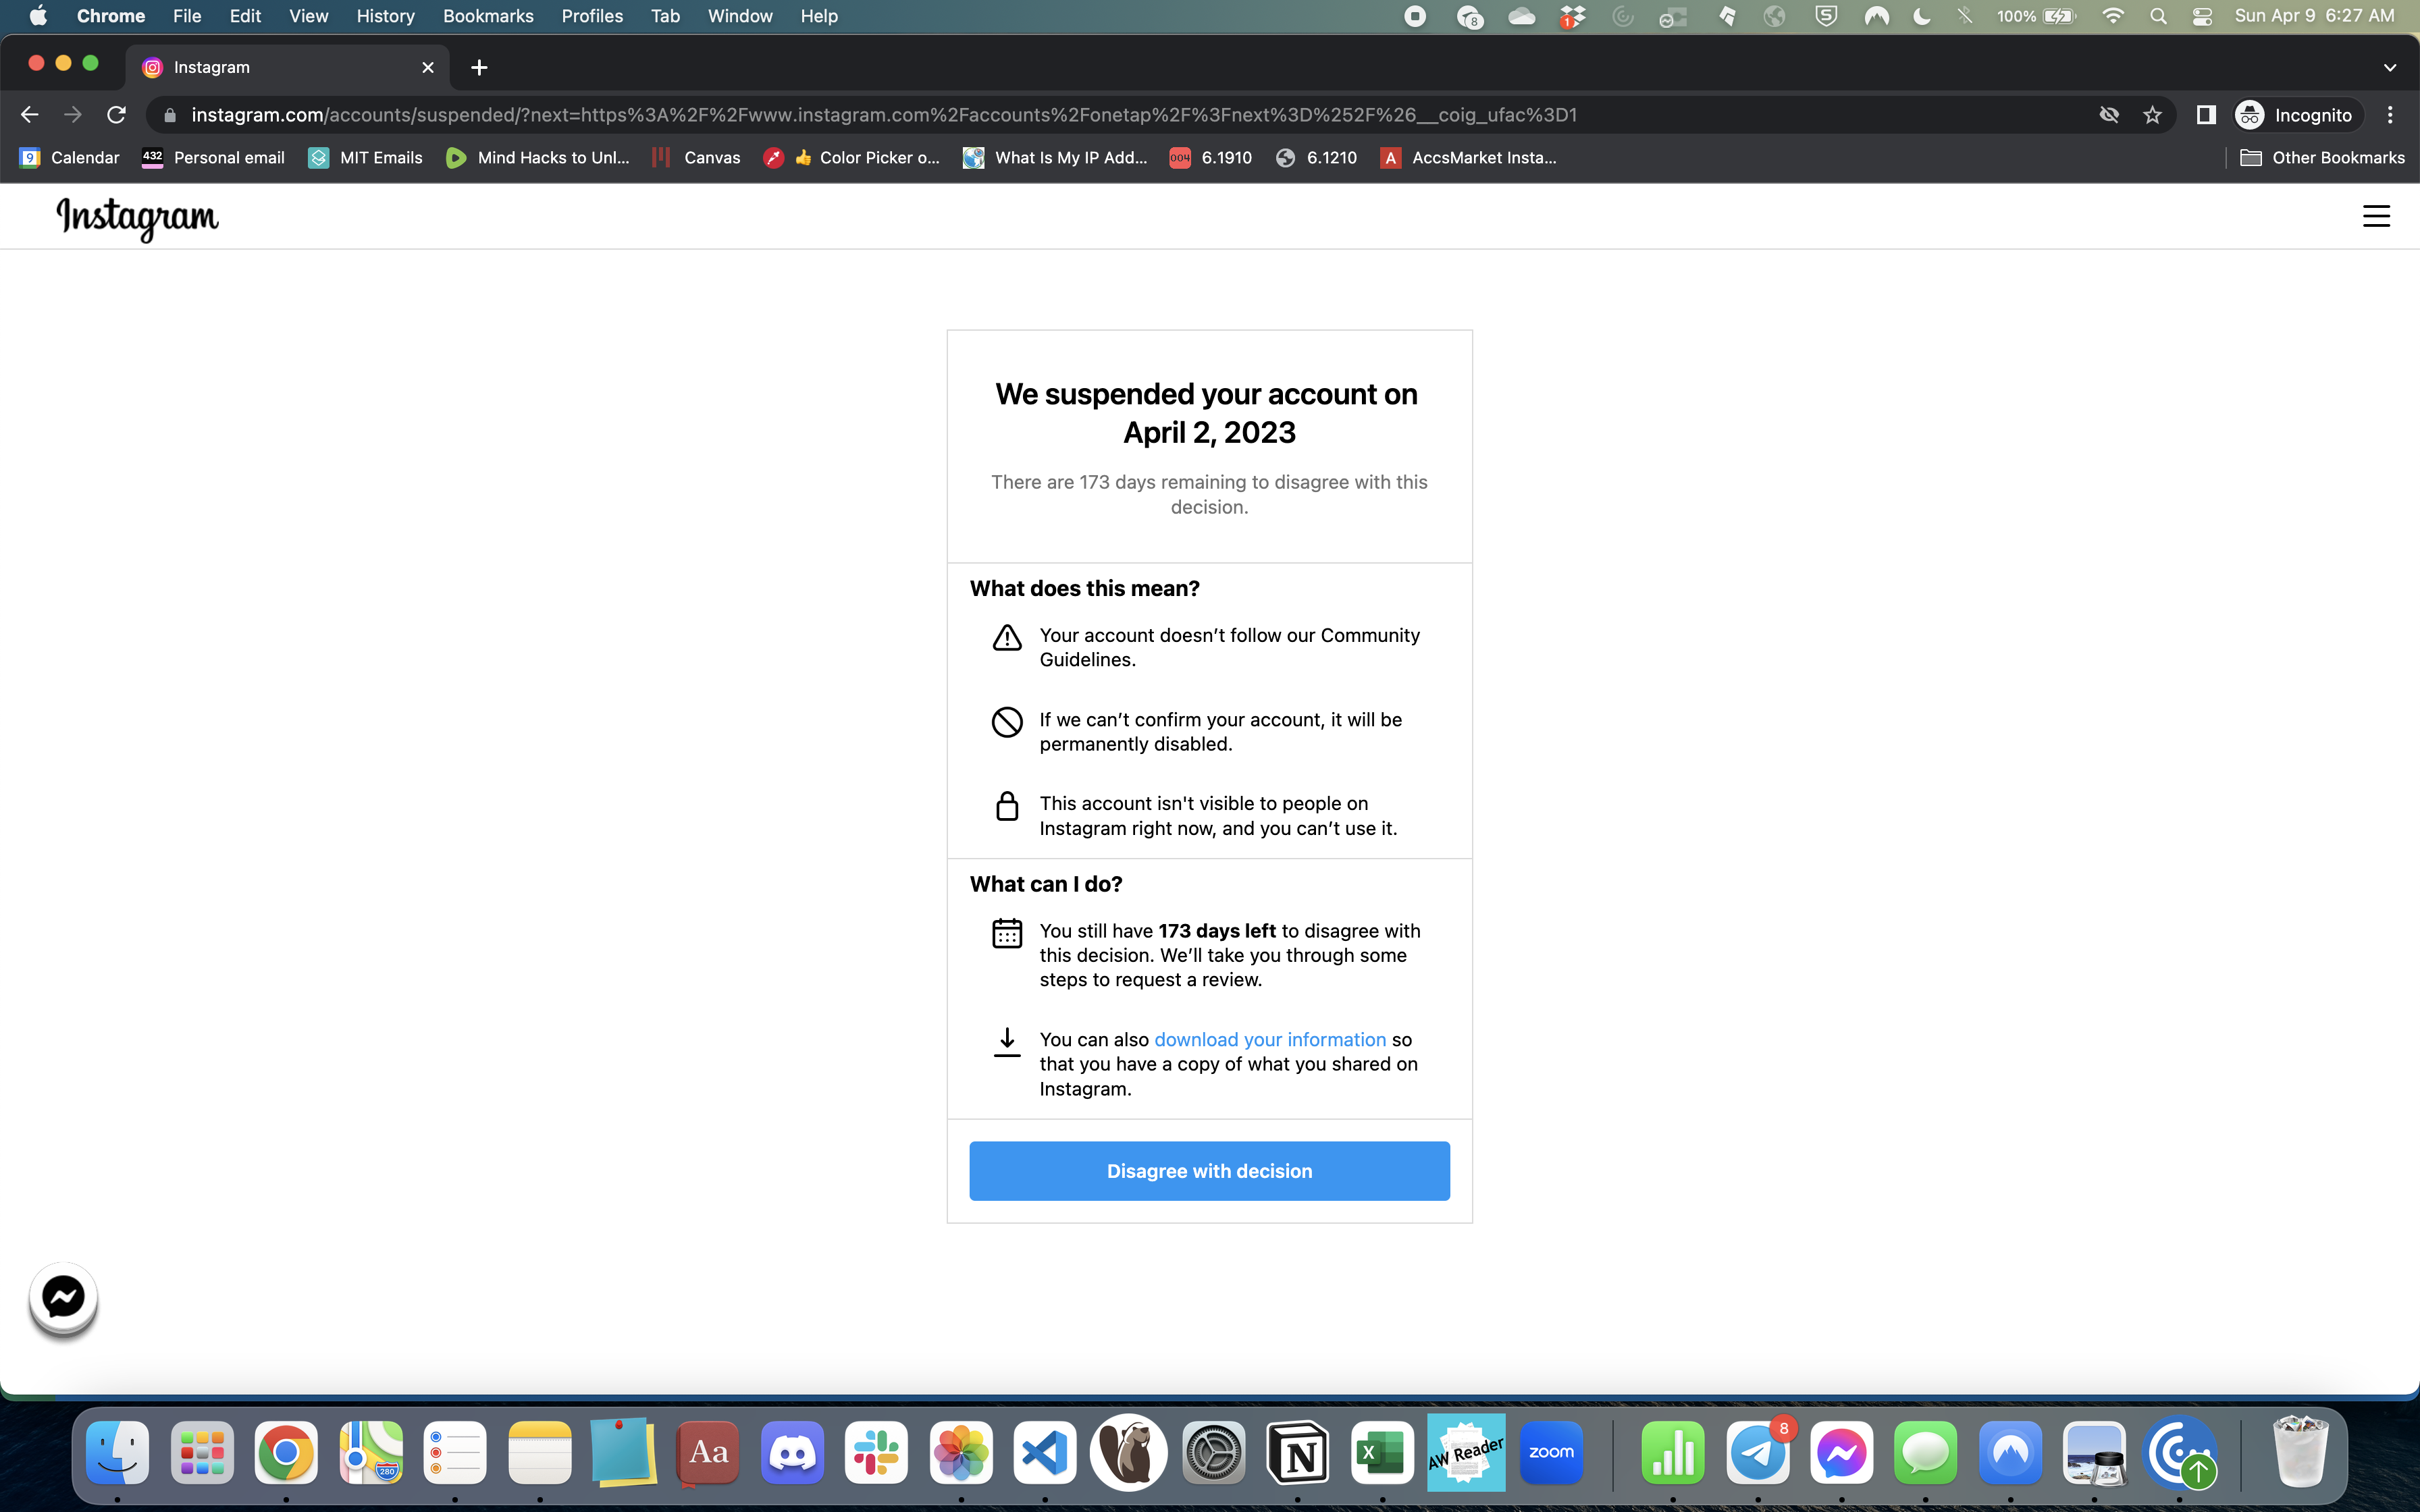 Chrome File Edit View History Bookmarks Profiles Tab Window Help 8 1 100% Sun Apr 9 6:27 AM
Instagram
instagram.com/accounts/suspended/?next=https%3A%2F%2Fwww.instagram.com%2Faccounts%2Fonetap%2F%3Fnext%3D%252F%26__coig_ufac%3D1 Incognito
9 Calendar 432 Personal email MIT Emails Mind Hacks to Unl... Canvas 👍 Color Picker o... What Is My IP Add... 004 6.1910 6.1210 A AccsMarket Insta... Other Bookmarks
Instagram
We suspended your account on
April 2, 2023
There are 173 days remaining to disagree with this
decision.
What does this mean?
Your account doesn’t follow our Community
Guidelines.
If we can’t confirm your account, it will be
permanently disabled.
This account isn't visible to people on
Instagram right now, and you can’t use it.
What can I do?
You still have 173 days left to disagree with
this decision. We’ll take you through some
steps to request a review.
You can also download your information so
that you have a copy of what you shared on
Instagram.
Disagree with decision
280 Aa N X AW Reader zoom 8